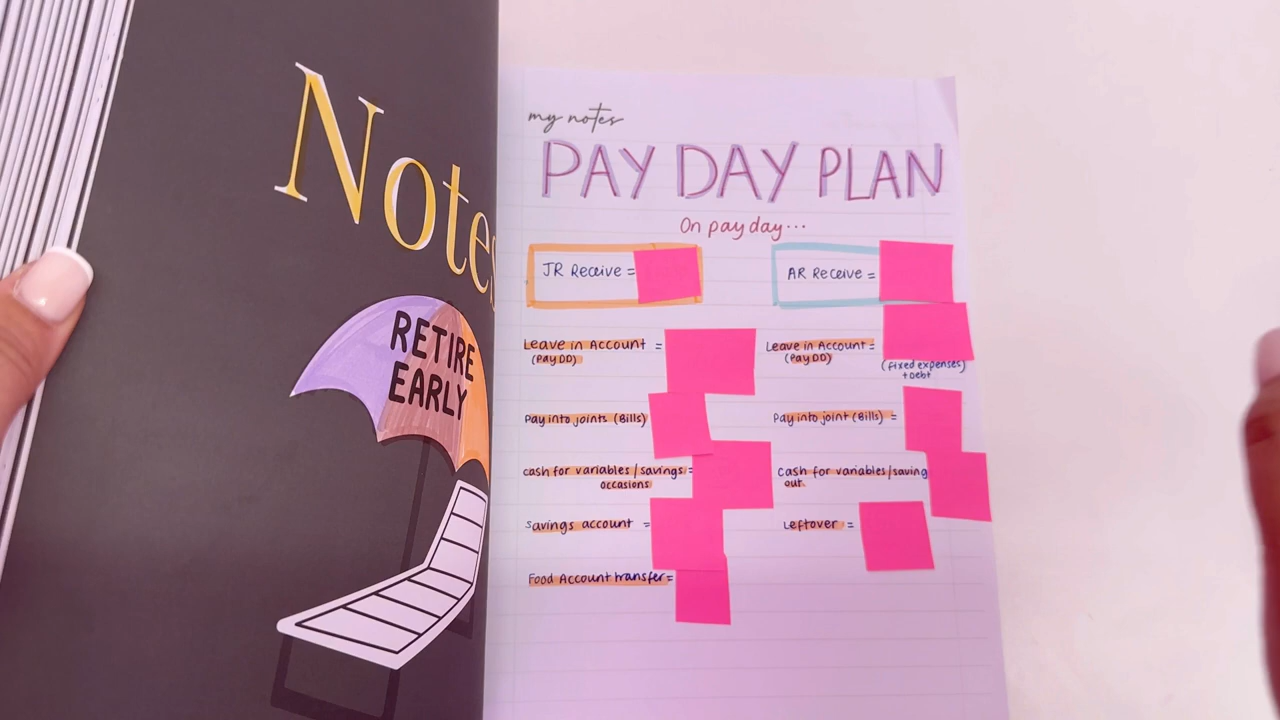 Notes
RETIRE
EARLY
my notes
PAY DAY PLAN
On pay day...
JR Receive =
AR Receive =
Leave in Account =
(Pay DD)
Leave in Account =
(Pay DD)
(fixed expenses)
+ Debt
Pay into joints (Bills)
Pay into joint (Bills) =
cash for variables/savings =
occasions
Cash for variables/saving
out.
Savings account =
Leftover =
Food Account transfer =